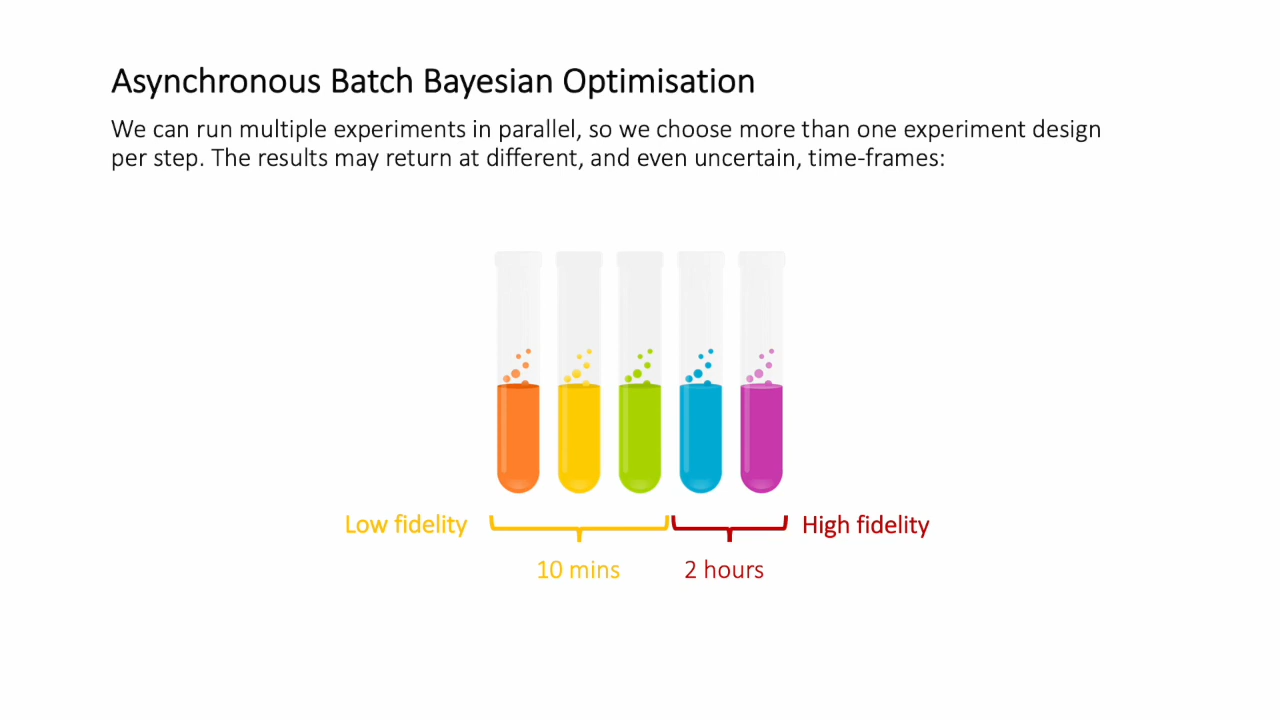 Asynchronous Batch Bayesian Optimisation
We can run multiple experiments in parallel, so we choose more than one experiment design
per step. The results may return at different, and even uncertain, time-frames:
Low fidelity
High fidelity
10 mins
2 hours